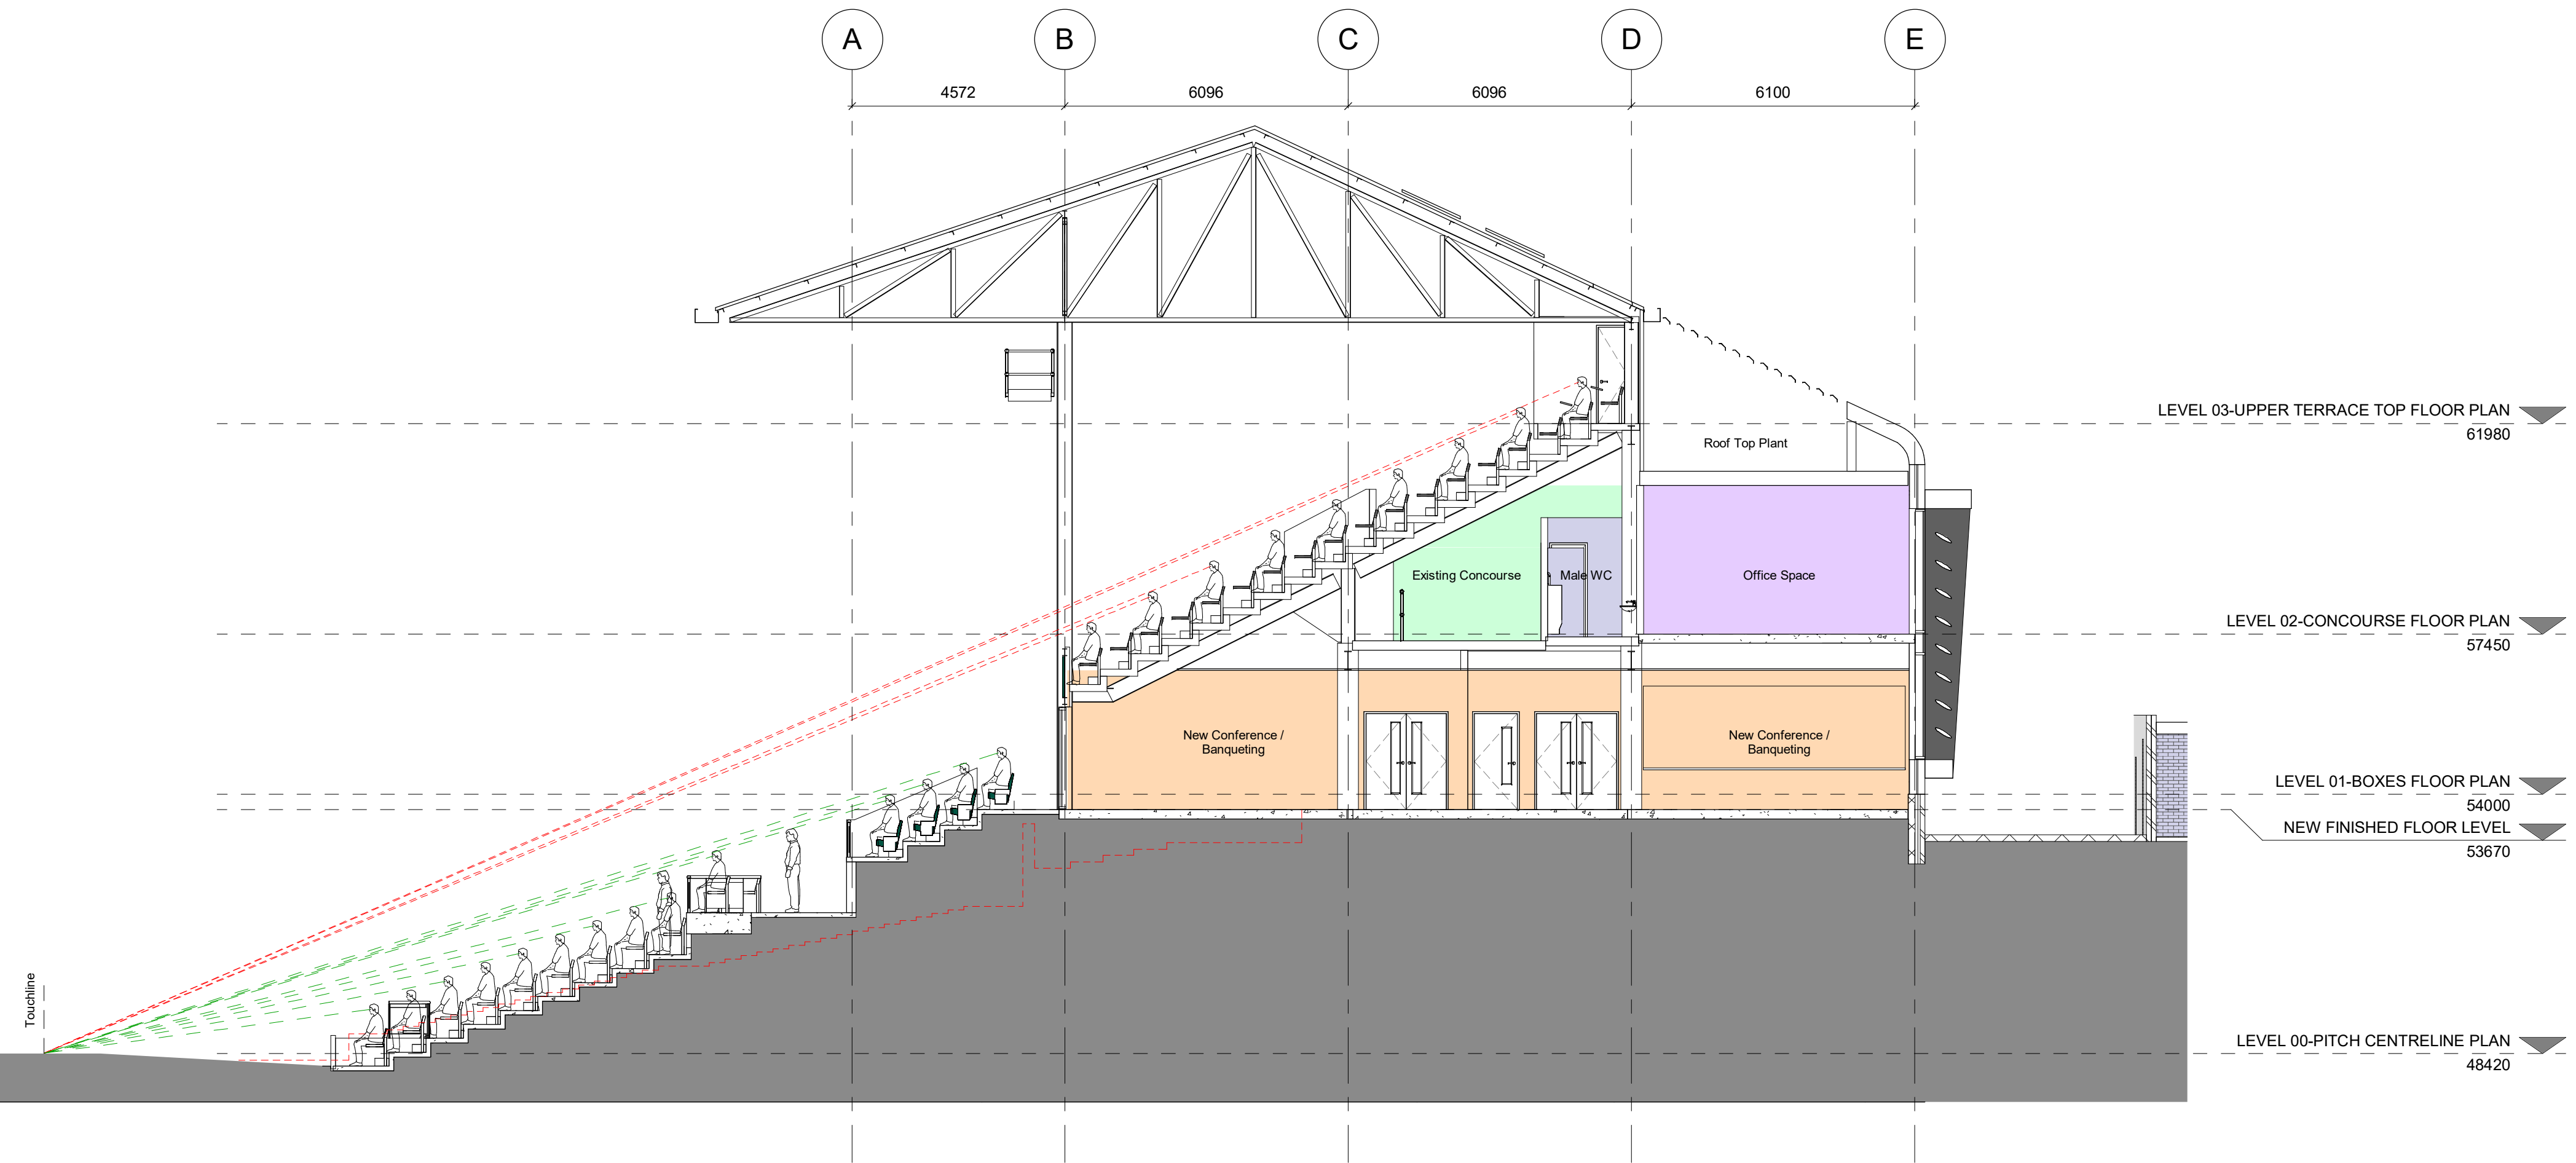 A
B
C
D
E
4572
6096
6096
6100
LEVEL 03-UPPER TERRACE TOP FLOOR PLAN
61980
Roof Top Plant
Existing Concourse
Male WC
Office Space
LEVEL 02-CONCOURSE FLOOR PLAN
57450
New Conference /
Banqueting
New Conference /
Banqueting
LEVEL 01-BOXES FLOOR PLAN
54000
NEW FINISHED FLOOR LEVEL
53670
Touchline
LEVEL 00-PITCH CENTRELINE PLAN
48420